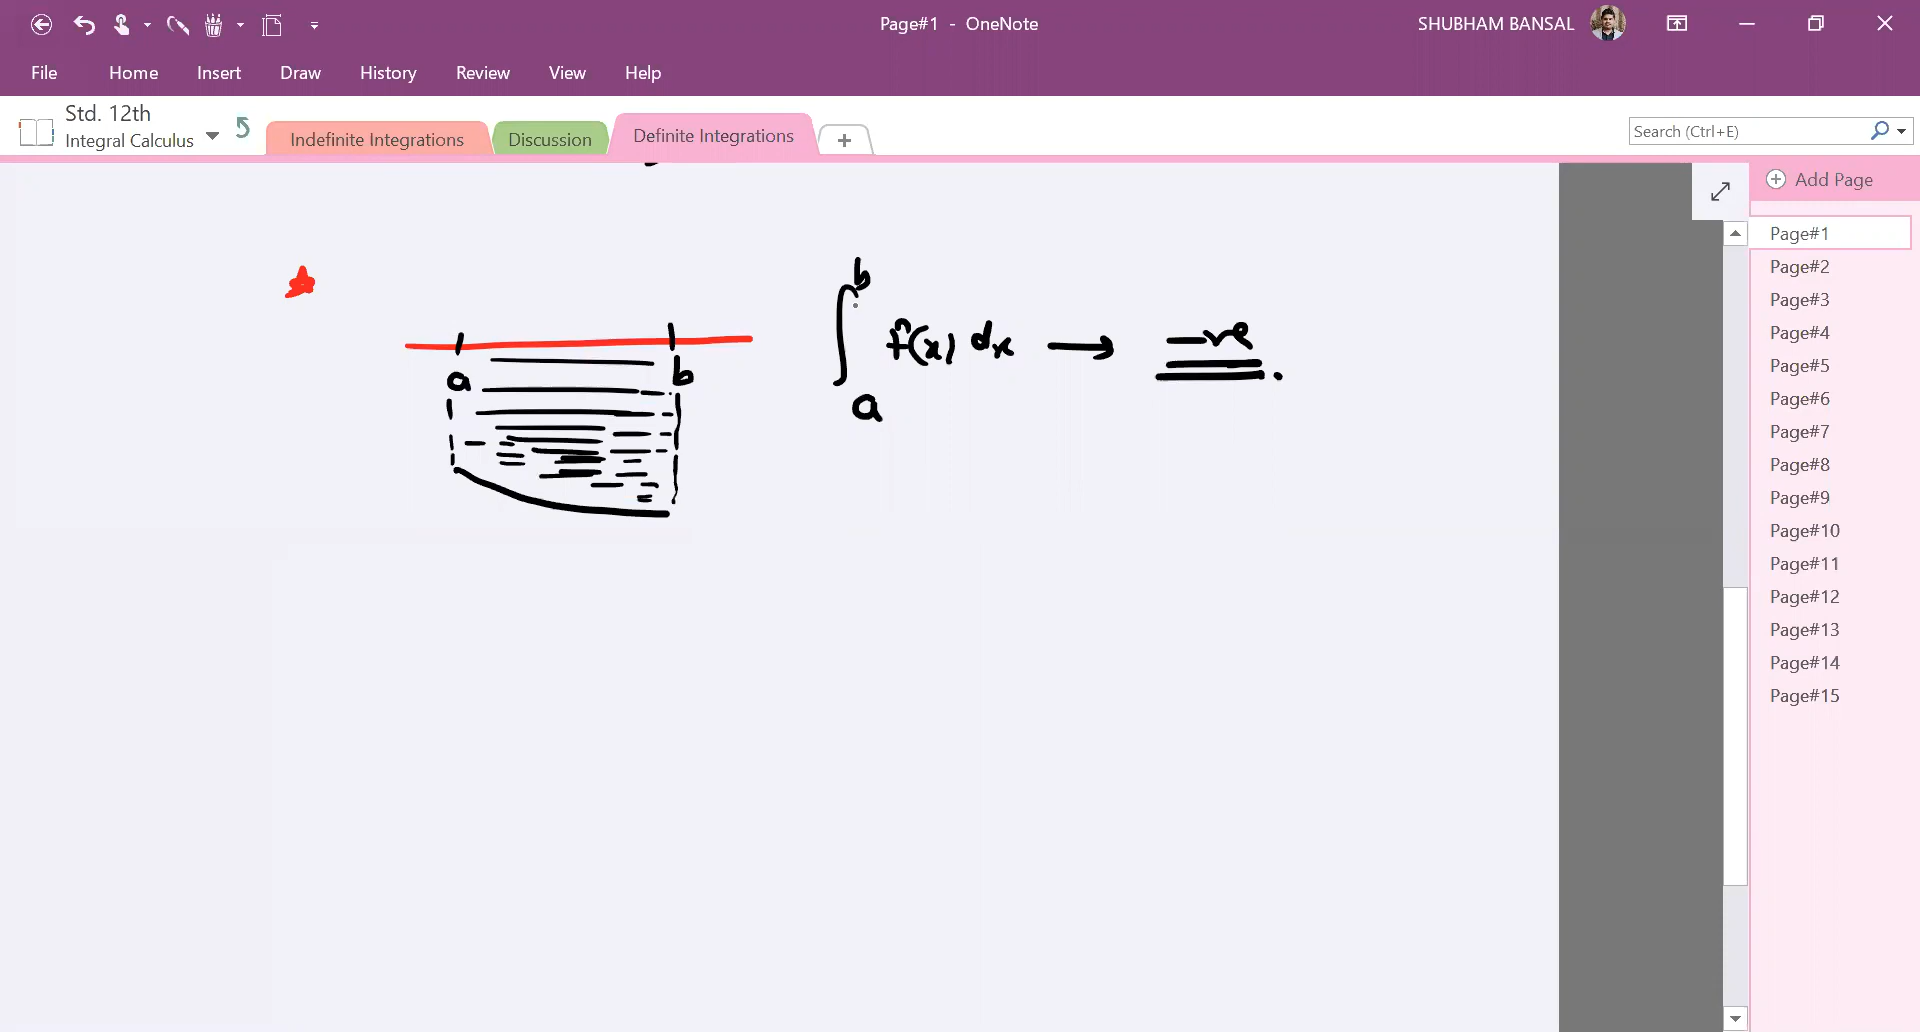 Page#1 - OneNote
SHUBHAM BANSAL
File Home Insert Draw History Review View Help
Std. 12th
Integral Calculus
Indefinite Integrations
Discussion
Definite Integrations
+
Search (Ctrl+E)
Add Page
Page#1
Page#2
Page#3
Page#4
Page#5
Page#6
Page#7
Page#8
Page#9
Page#10
Page#11
Page#12
Page#13
Page#14
Page#15
a b
∫_a^b f(x) dx → -ve.